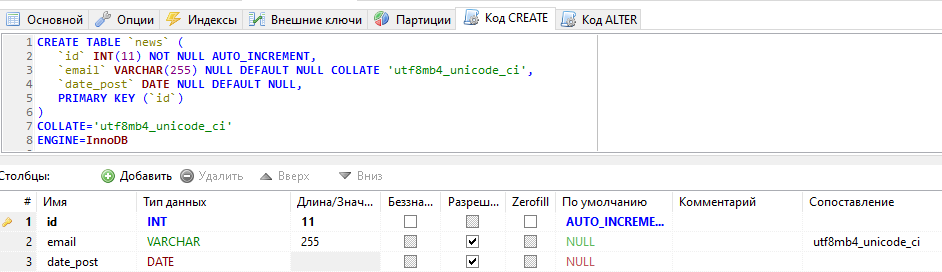 Основной Опции Индексы Внешние ключи Партиции Код CREATE Код ALTER
1 CREATE TABLE `news` (
2 `id` INT(11) NOT NULL AUTO_INCREMENT,
3 `email` VARCHAR(255) NULL DEFAULT NULL COLLATE 'utf8mb4_unicode_ci',
4 `date_post` DATE NULL DEFAULT NULL,
5 PRIMARY KEY (`id`)
6 )
7 COLLATE='utf8mb4_unicode_ci'
8 ENGINE=InnoDB
Столбцы: Добавить Удалить Вверх Вниз
# Имя Тип данных Длина/Знач... Беззна... Разреш... Zerofill По умолчанию Комментарий Сопоставление
1 id INT 11 AUTO_INCREME...
2 email VARCHAR 255 NULL utf8mb4_unicode_ci
3 date_post DATE NULL